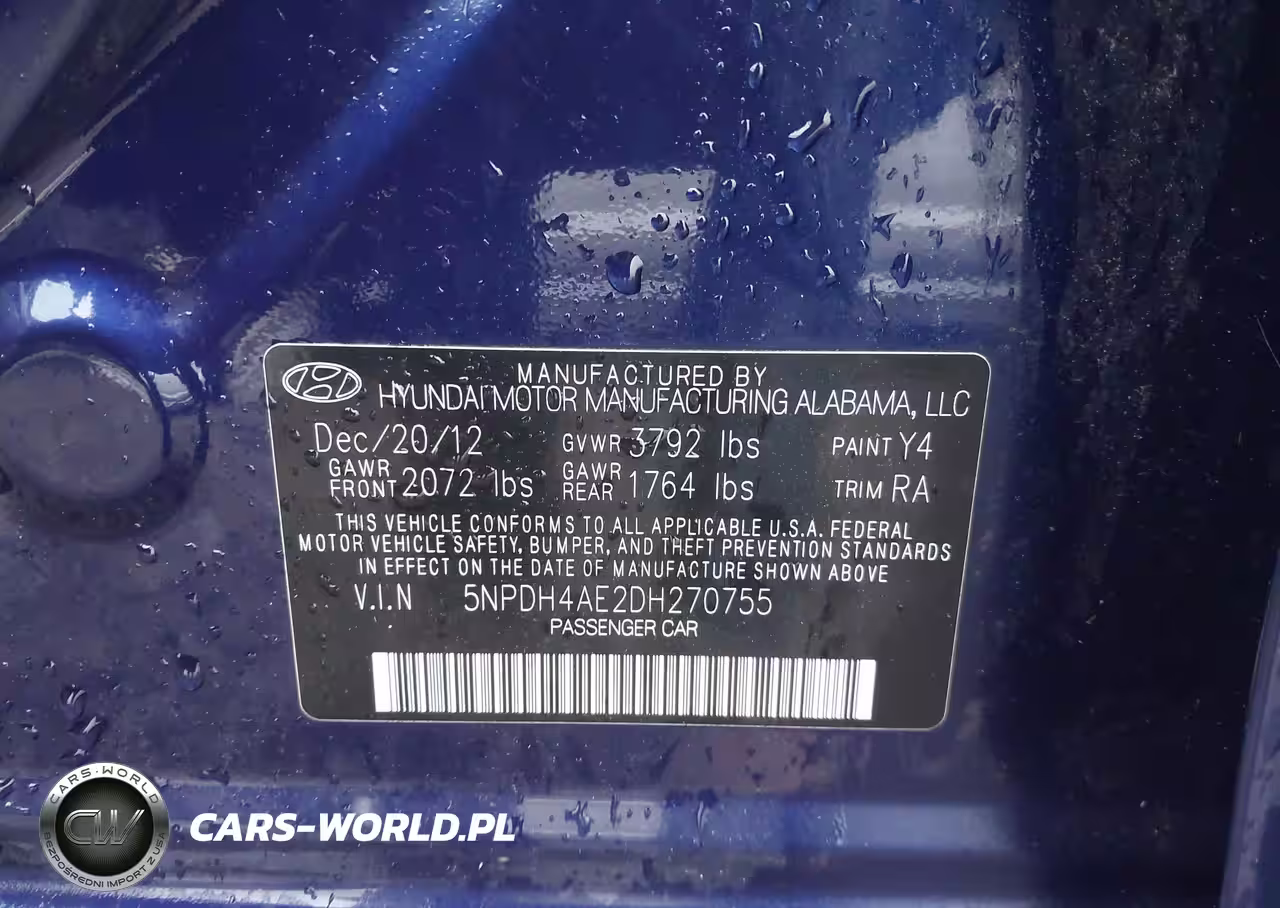 MANUFACTURED BY
HYUNDAI MOTOR MANUFACTURING ALABAMA, LLC
Dec/20/12 GVWR 3792 lbs PAINT Y4
GAWR FRONT 2072 lbs GAWR REAR 1764 lbs TRIM RA
THIS VEHICLE CONFORMS TO ALL APPLICABLE U.S.A. FEDERAL
MOTOR VEHICLE SAFETY, BUMPER, AND THEFT PREVENTION STANDARDS
IN EFFECT ON THE DATE OF MANUFACTURE SHOWN ABOVE
V.I.N 5NPDH4AE2DH270755
PASSENGER CAR
CARS-WORLD
CW
BEZPOŚREDNI IMPORT Z USA
CARS-WORLD.PL